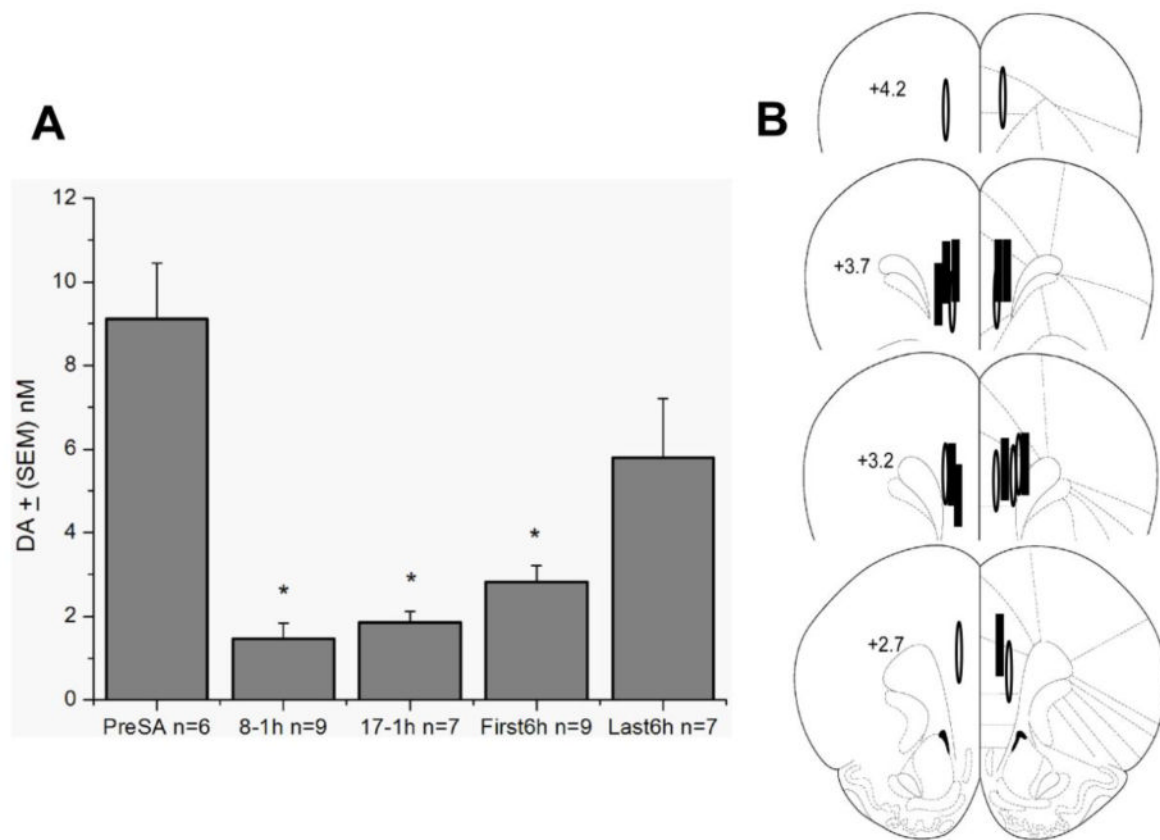 A
DA ± (SEM) nM
12
10
8
6
4
2
0
*
*
*
PreSA n=6
8-1h n=9
17-1h n=7
First6h n=9
Last6h n=7
B
+4.2
+3.7
+3.2
+2.7